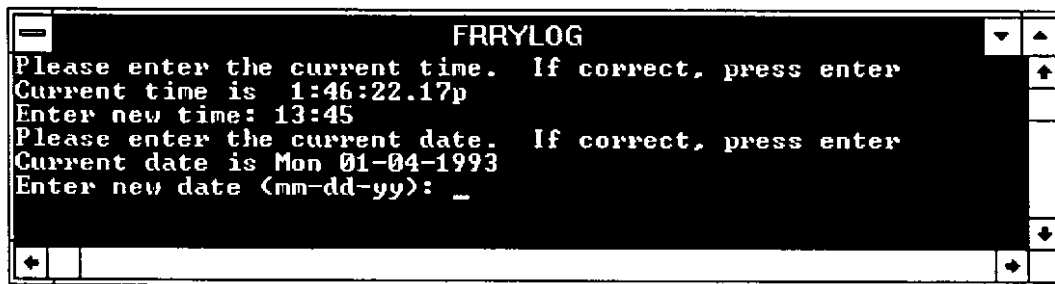 FRRYLOG
Please enter the current time.  If correct, press enter
Current time is  1:46:22.17p
Enter new time: 13:45
Please enter the current date.  If correct, press enter
Current date is Mon 01-04-1993
Enter new date (mm-dd-yy): _